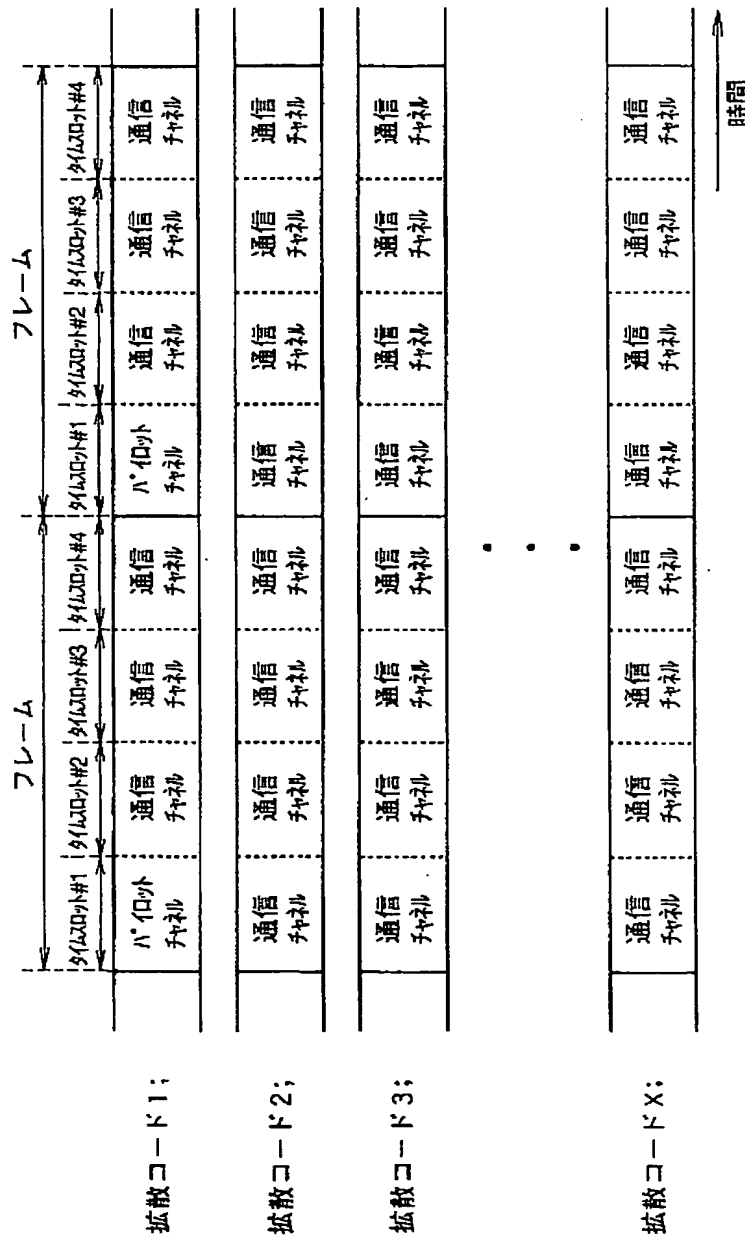 フレーム フレーム
タイムスロット#1 タイムスロット#2 タイムスロット#3 タイムスロット#4 タイムスロット#1 タイムスロット#2 タイムスロット#3 タイムスロット#4
拡散コード1; パイロット 通信 通信 通信 パイロット 通信 通信 通信
チャネル チャネル チャネル チャネル チャネル チャネル チャネル チャネル
拡散コード2; 通信 通信 通信 通信 通信 通信 通信 通信
チャネル チャネル チャネル チャネル チャネル チャネル チャネル チャネル
拡散コード3; 通信 通信 通信 通信 通信 通信 通信 通信
チャネル チャネル チャネル チャネル チャネル チャネル チャネル チャネル
拡散コードX; 通信 通信 通信 通信 通信 通信 通信 通信
チャネル チャネル チャネル チャネル チャネル チャネル チャネル チャネル
時間